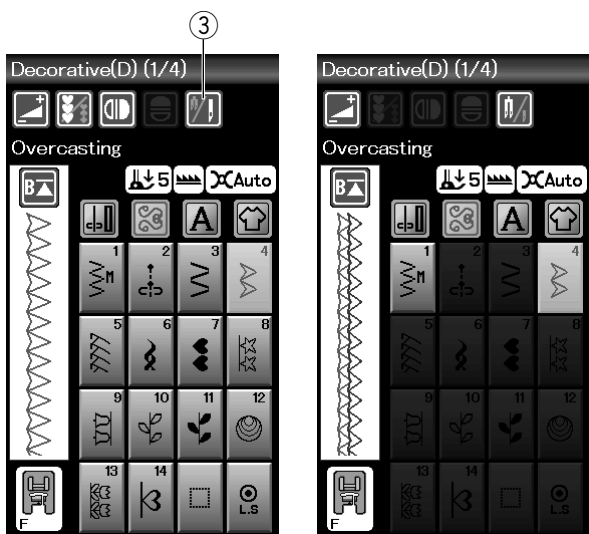 3
Decorative(D) (1/4)
Overcasting
B
5
Auto
A
1
M
2
3
4
5
6
7
8
9
10
11
12
13
14
L.S
F
Decorative(D) (1/4)
Overcasting
B
5
Auto
A
1
M
2
3
4
5
6
7
8
9
10
11
12
13
14
L.S
F